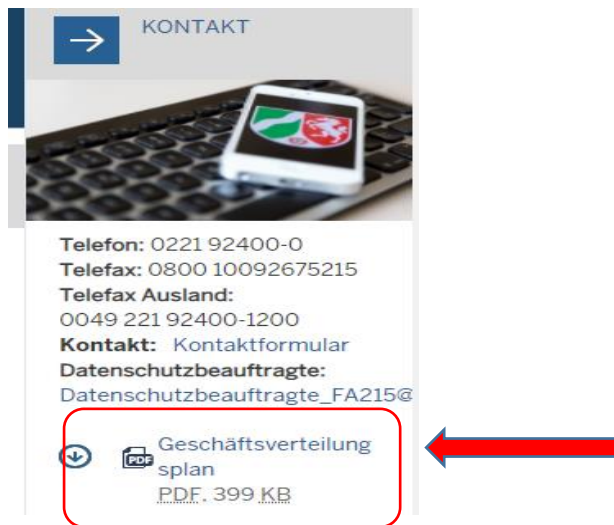 KONTAKT
Telefon: 0221 92400-0
Telefax: 0800 10092675215
Telefax Ausland:
0049 221 92400-1200
Kontakt: Kontaktformular
Datenschutzbeauftragte:
Datenschutzbeauftragte_FA215@
PDF Geschäftsverteilung
splan
PDF, 399 KB